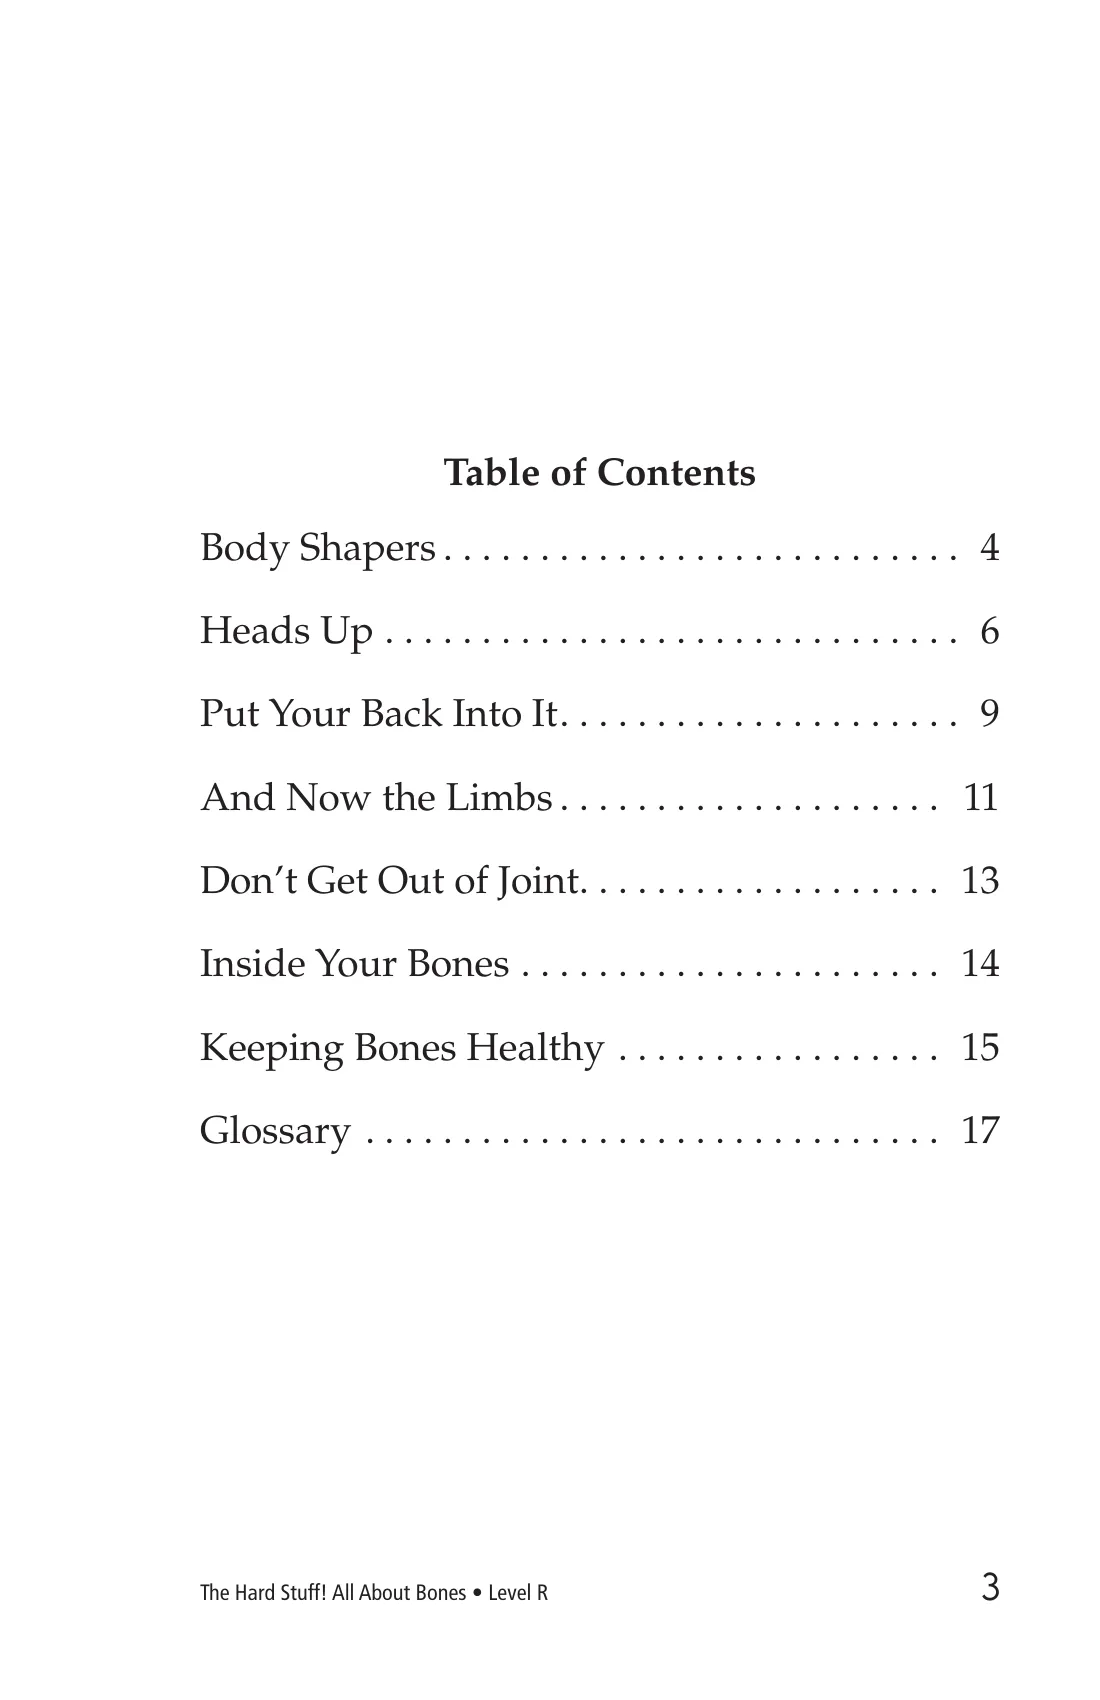 Table of Contents
Body Shapers . . . . . . . . . . . . . . . . . . . . . . . . . . . 4
Heads Up . . . . . . . . . . . . . . . . . . . . . . . . . . . . . . 6
Put Your Back Into It. . . . . . . . . . . . . . . . . . . . . 9
And Now the Limbs . . . . . . . . . . . . . . . . . . . . 11
Don’t Get Out of Joint. . . . . . . . . . . . . . . . . . . 13
Inside Your Bones . . . . . . . . . . . . . . . . . . . . . . 14
Keeping Bones Healthy . . . . . . . . . . . . . . . . . 15
Glossary . . . . . . . . . . . . . . . . . . . . . . . . . . . . . . 17
The Hard Stuff! All About Bones • Level R 3